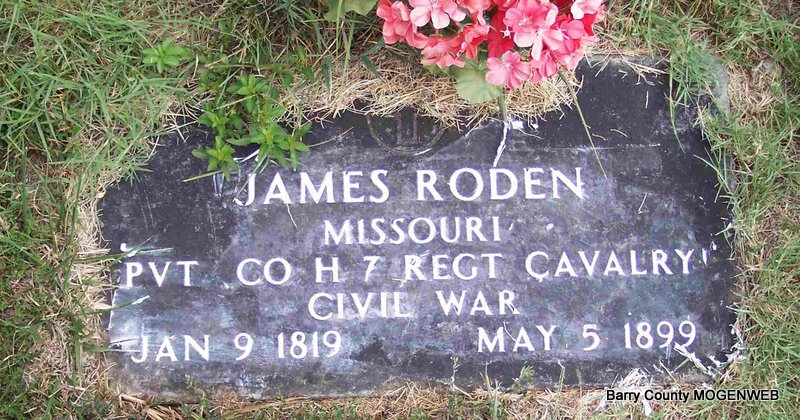 JAMES RODEN
MISSOURI
PVT CO H 7 REGT CAVALRY
CIVIL WAR
JAN 9 1819 MAY 5 1899
Barry County MOGENWEB